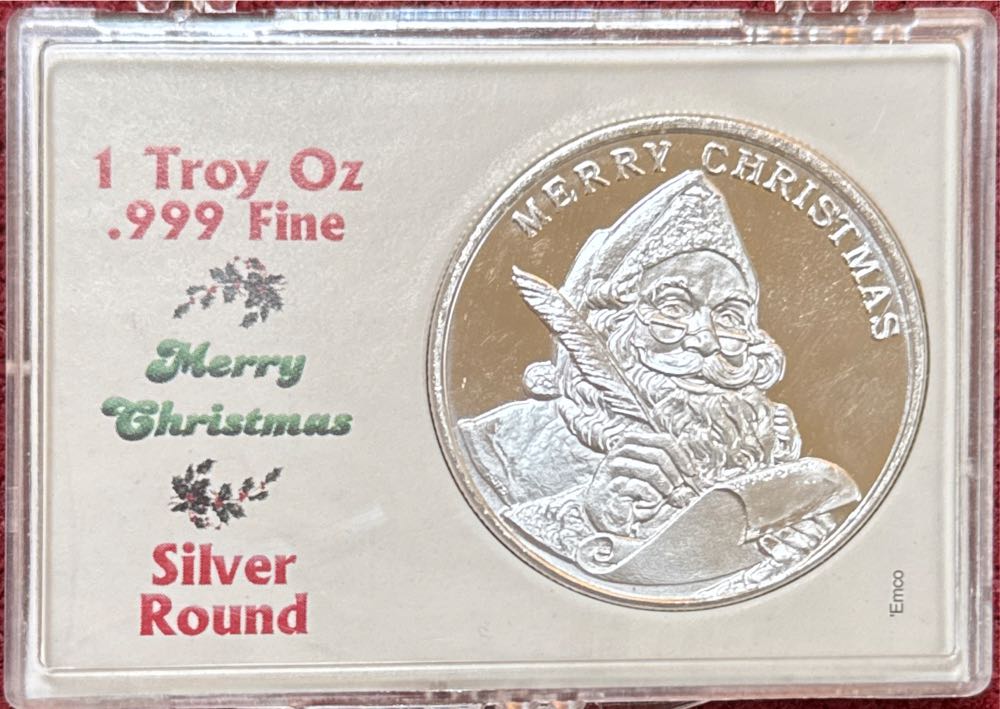 1 Troy Oz
.999 Fine
Merry
Christmas
Silver
Round
MERRY CHRISTMAS
'Emco